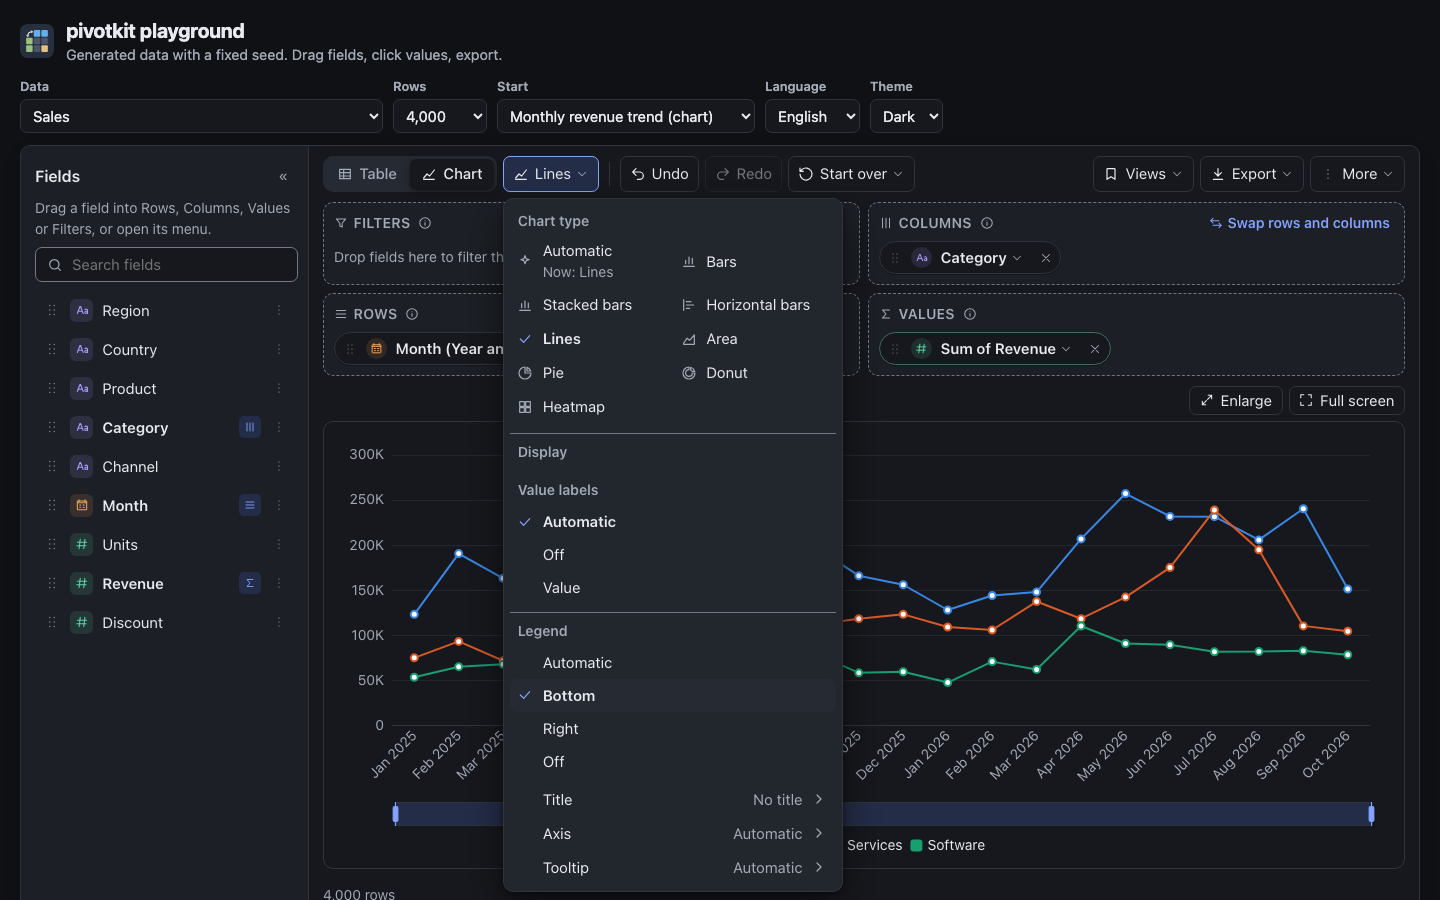 pivotkit playground
Generated data with a fixed seed. Drag fields, click values, export.
Data
Rows
Start
Language
Theme
Sales
4,000
Monthly revenue trend (chart)
English
Dark
Fields
«
Drag a field into Rows, Columns, Values
or Filters, or open its menu.
Search fields
Aa Region
Aa Country
Aa Product
Aa Category
Aa Channel
Month
# Units
# Revenue Σ
# Discount
Table
Chart
Lines
Undo
Redo
Start over
Views
Export
More
FILTERS
Drop fields here to filter th
COLUMNS
Swap rows and columns
Aa Category
ROWS
Month (Year an
Σ VALUES
# Sum of Revenue
Enlarge
Full screen
Chart type
Automatic
Now: Lines
Bars
Stacked bars
Horizontal bars
Lines
Area
Pie
Donut
Heatmap
Display
Value labels
Automatic
Off
Value
Legend
Automatic
Bottom
Right
Off
Title No title
Axis Automatic
Tooltip Automatic
300K
250K
200K
150K
100K
50K
0
Jan 2025
Feb 2025
Mar 2025
25
Dec 2025
Jan 2026
Feb 2026
Mar 2026
Apr 2026
May 2026
Jun 2026
Jul 2026
Aug 2026
Sep 2026
Oct 2026
Services
Software
4,000 rows